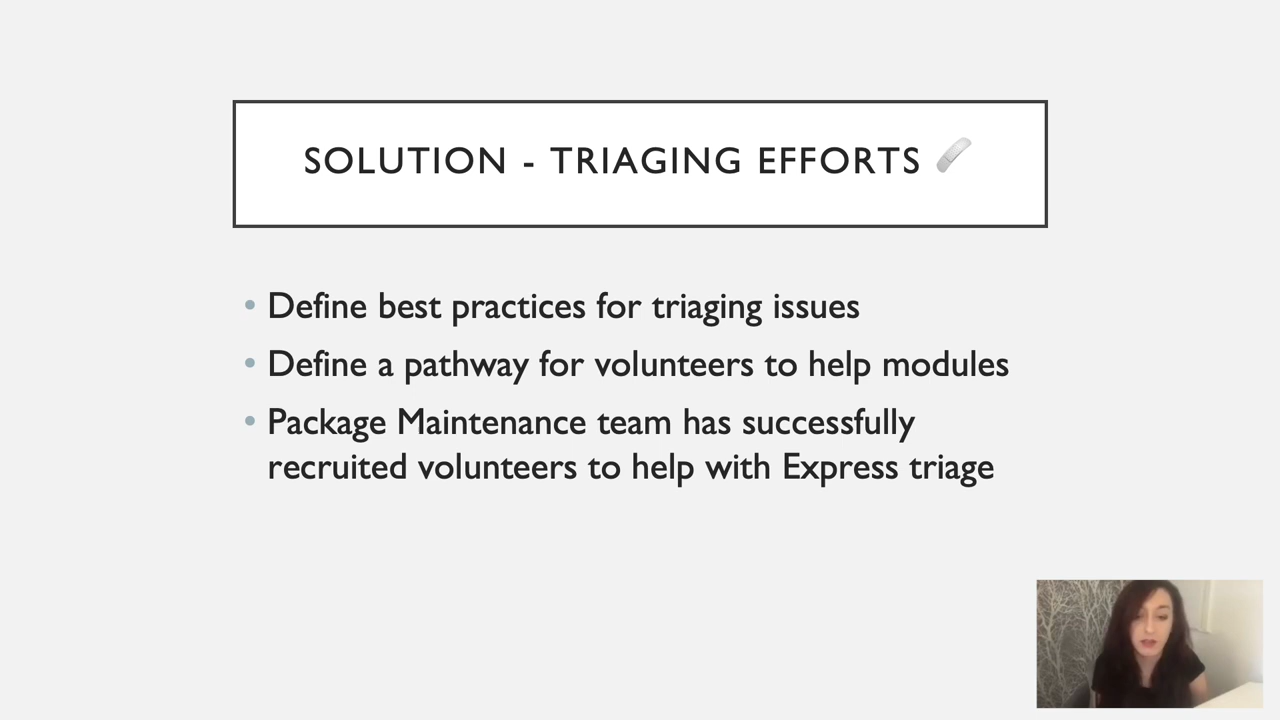 SOLUTION - TRIAGING EFFORTS
• Define best practices for triaging issues
• Define a pathway for volunteers to help modules
• Package Maintenance team has successfully
recruited volunteers to help with Express triage